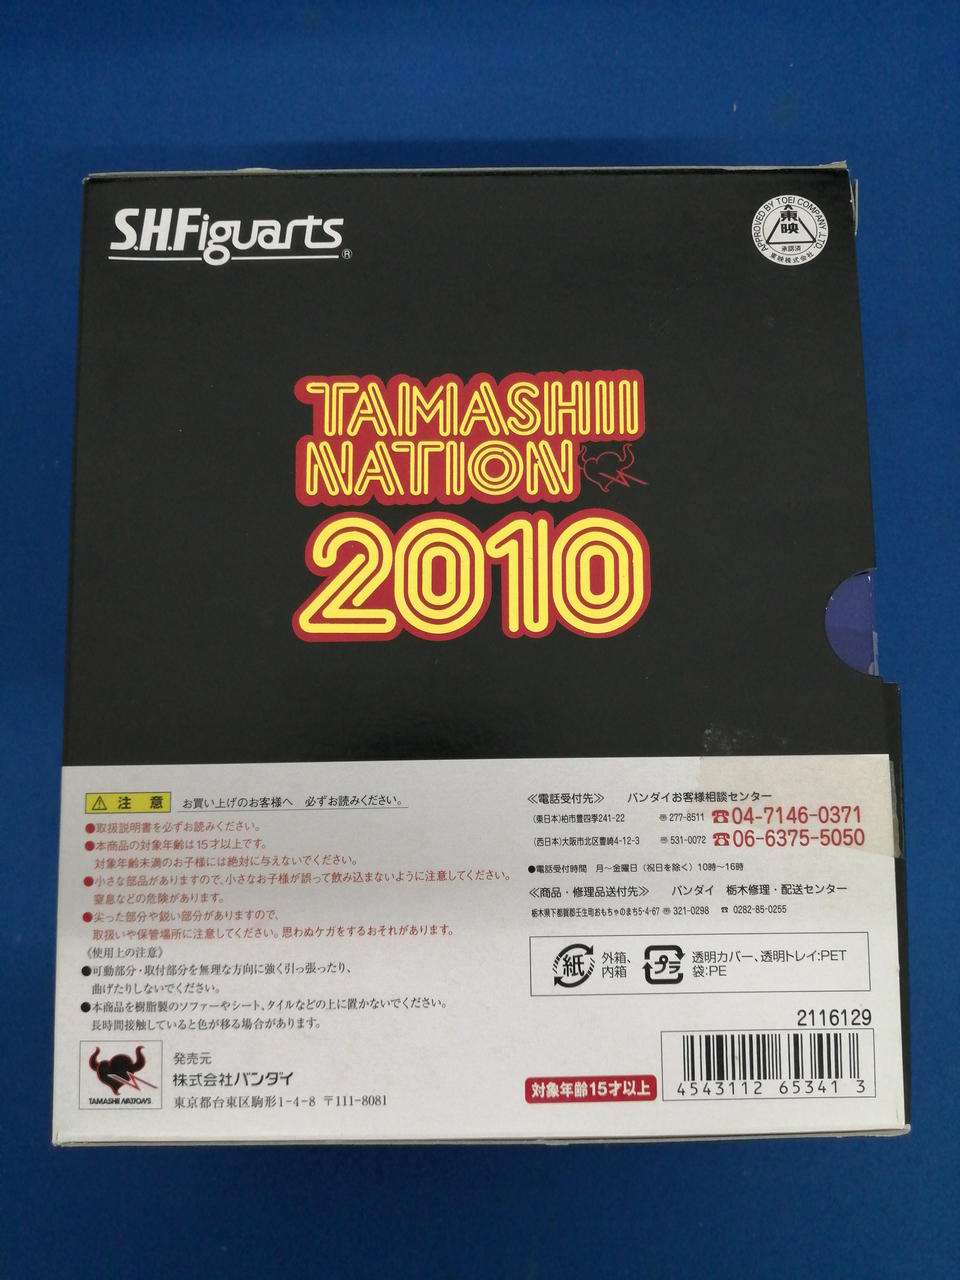 S.H.Figuarts®
APPROVED BY TOEI COMPANY, LTD.
東映
承認済
東映株式会社
TAMASHII
NATION
2010
⚠注意 お買い上げのお客様へ 必ずお読みください。
●取扱説明書を必ずお読みください。
●本商品の対象年齢は15才以上です。
対象年齢未満のお子様には絶対に与えないでください。
●小さな部品がありますので、小さなお子様が誤って飲み込まないように注意してください。
窒息などの危険があります。
●尖った部分や鋭い部分がありますので、
取扱いや保管場所に注意してください。思わぬケガをするおそれがあります。
《使用上の注意》
●可動部分・取付部分を無理な方向に強く引っ張ったり、
曲げたりしないでください。
●本商品を樹脂製のソファーやシート、タイルなどの上に置かないでください。
長時間接触していると色が移る場合があります。
TAMASHII NATIONS
発売元
株式会社バンダイ
東京都台東区駒形1-4-8 〒111-8081
≪電話受付先≫ バンダイお客様相談センター
(東日本)柏市豊四季241-22 〒277-8511 ☎04-7146-0371
(西日本)大阪市北区豊崎4-12-3 〒531-0072 ☎06-6375-5050
●電話受付時間 月〜金曜日(祝日を除く)10時〜16時
≪商品・修理品送付先≫ バンダイ 栃木修理・配送センター
栃木県下都賀郡壬生町おもちゃのまち5-4-67 〒321-0298 ☎ 0282-85-0255
紙 外箱、
内箱
プラ 透明カバー、透明トレイ:PET
袋:PE
2116129
対象年齢15才以上
4543112 65341 3